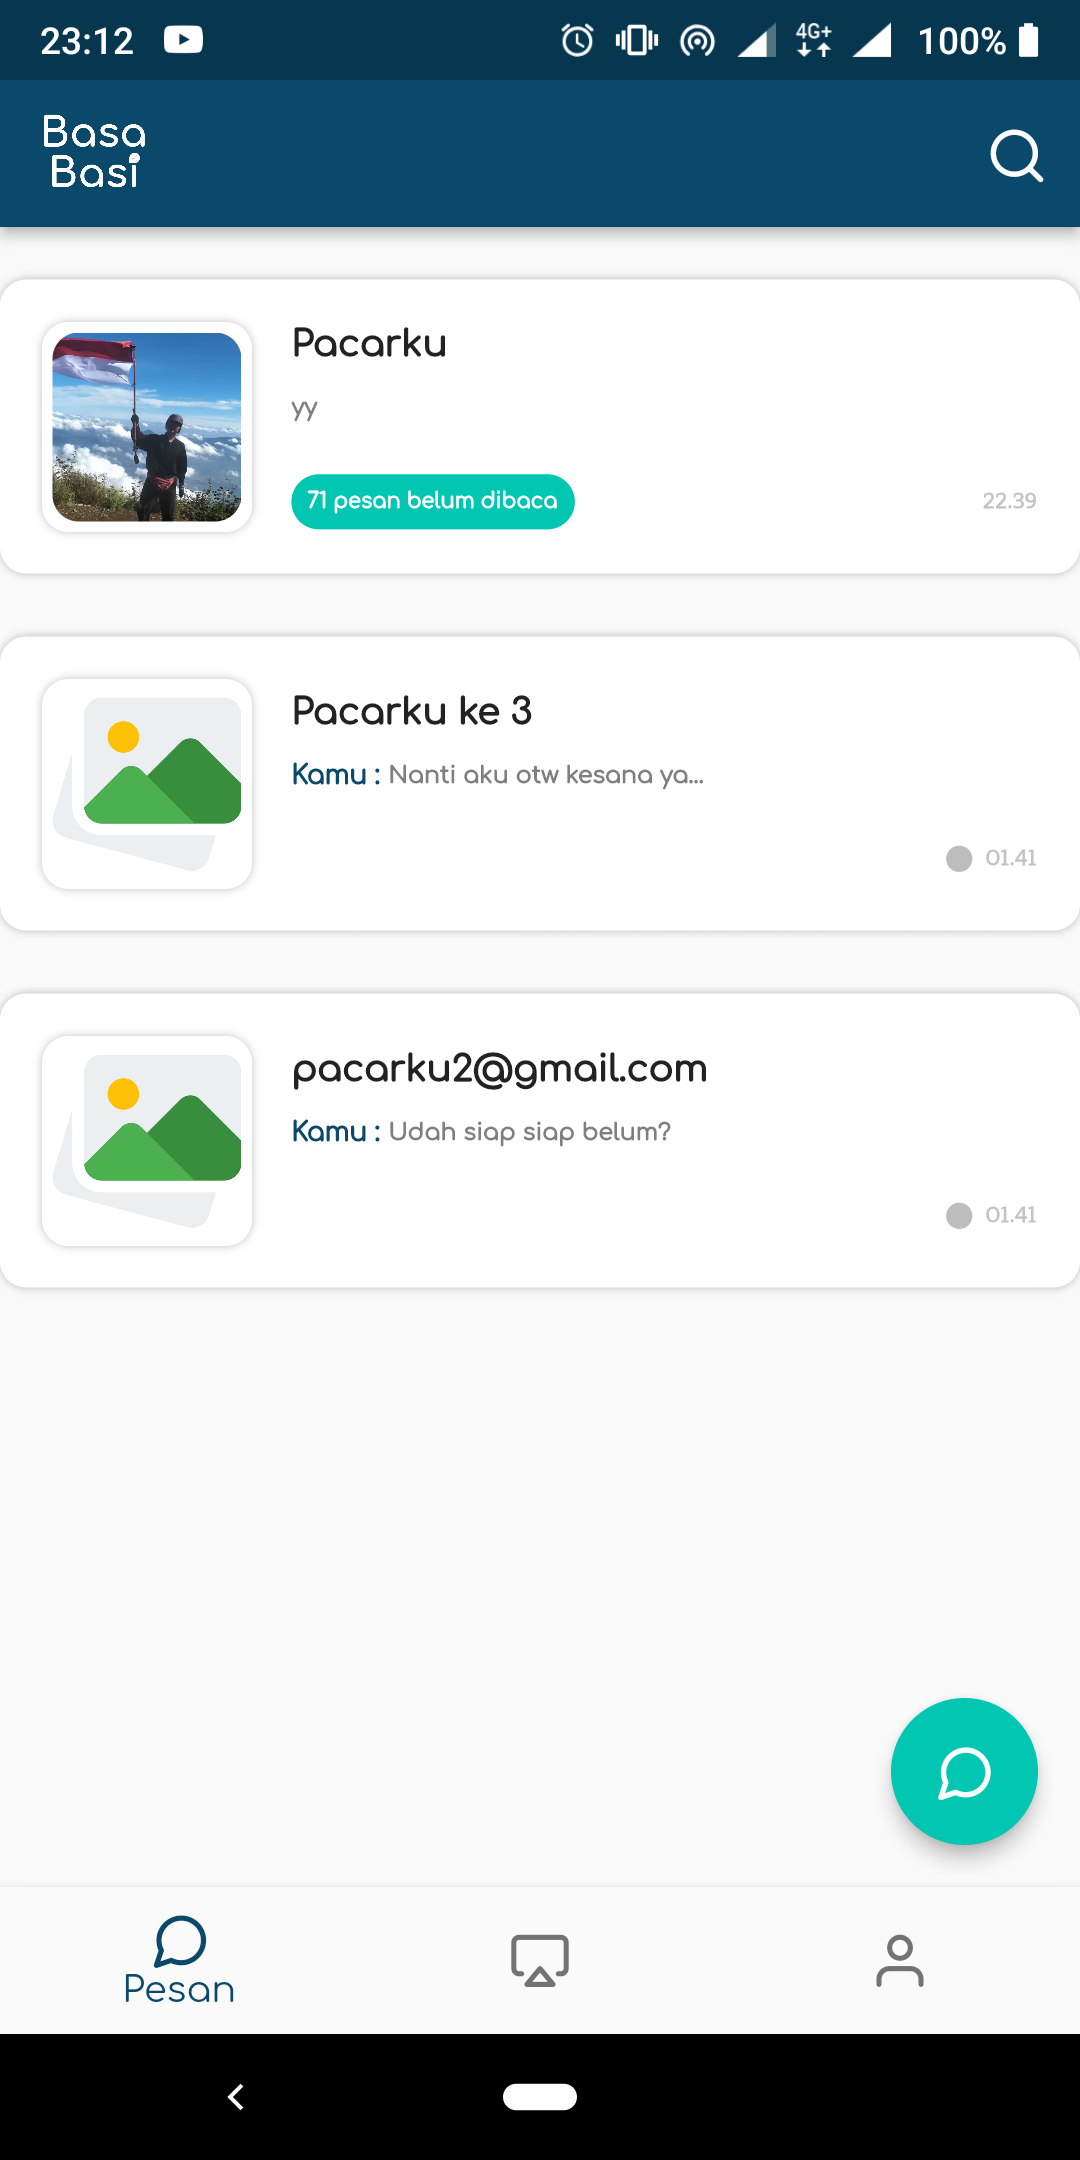 23:12
4G+
100%
Basa
Basi
Pacarku
yy
71 pesan belum dibaca
22.39
Pacarku ke 3
Kamu : Nanti aku otw kesana ya...
01.41
pacarku2@gmail.com
Kamu : Udah siap siap belum?
01.41
Pesan